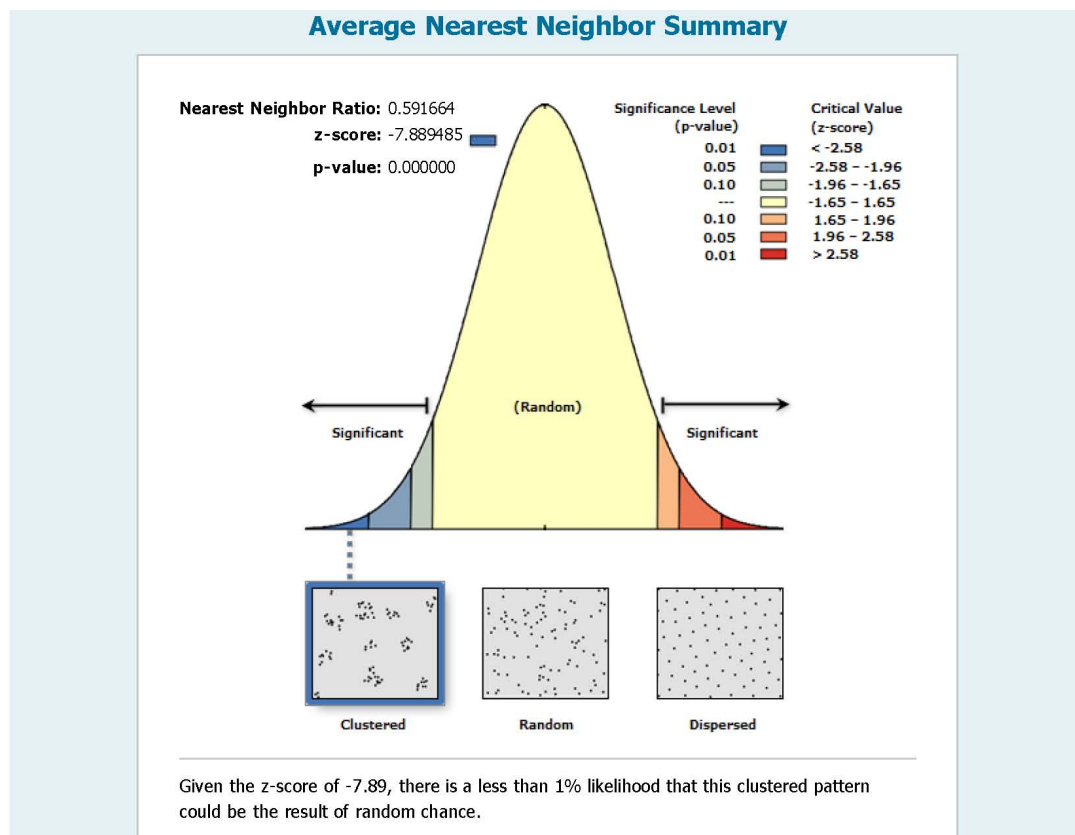 Average Nearest Neighbor Summary
Nearest Neighbor Ratio: 0.591664
z-score: -7.889485
p-value: 0.000000
Significance Level Critical Value
(p-value) (z-score)
0.01 < -2.58
0.05 -2.58 – -1.96
0.10 -1.96 – -1.65
--- -1.65 – 1.65
0.10 1.65 – 1.96
0.05 1.96 – 2.58
0.01 > 2.58
(Random)
Significant Significant
Clustered Random Dispersed
Given the z-score of -7.89, there is a less than 1% likelihood that this clustered pattern
could be the result of random chance.